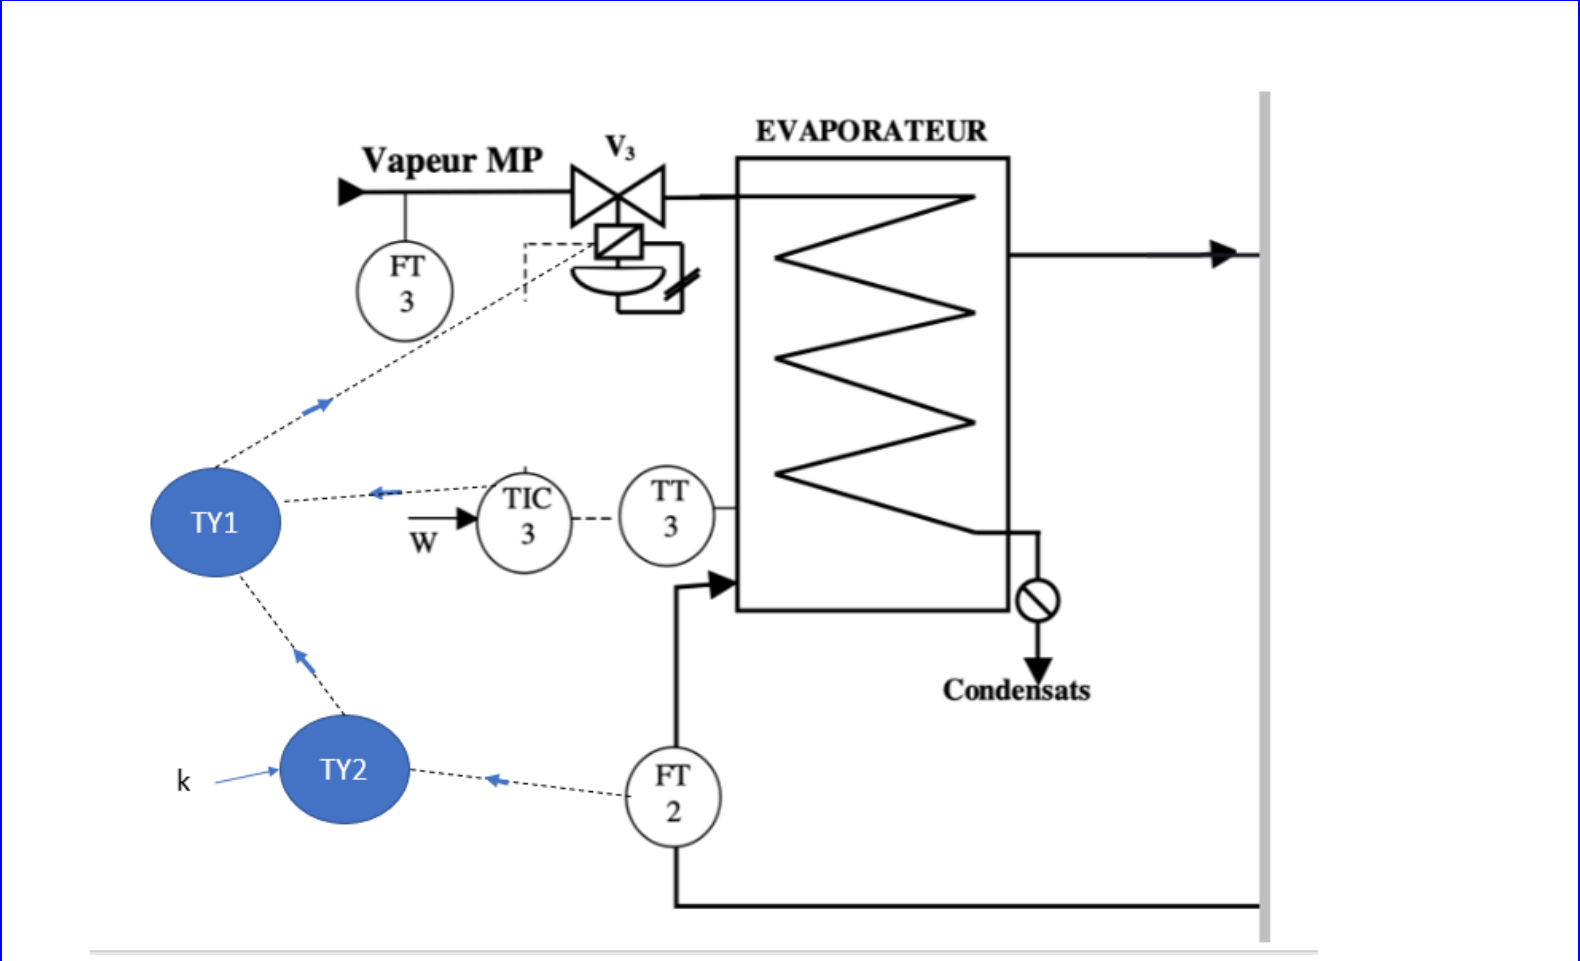 EVAPORATEUR
V3
Vapeur MP
FT
3
TY1
TIC
3
TT
3
W
Condensats
k
TY2
FT
2